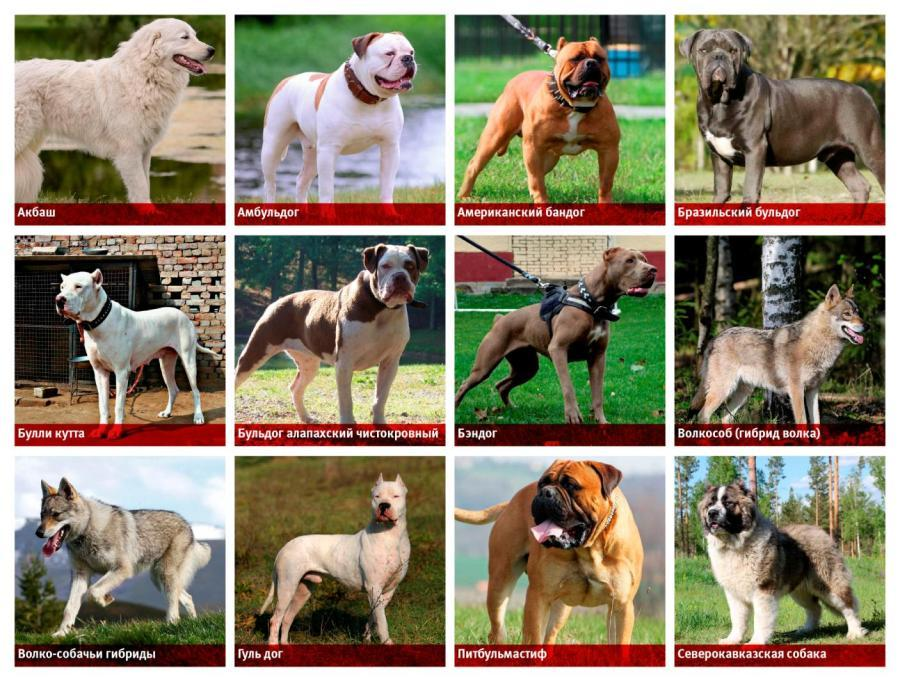 Акбаш
Амбульдог
Американский бандог
Бразильский бульдог
Булли кутта
Бульдог алапахский чистокровный
Бэндог
Волкособ (гибрид волка)
Волко-собачьи гибриды
Гуль дог
Питбульмастиф
Северокавказская собака